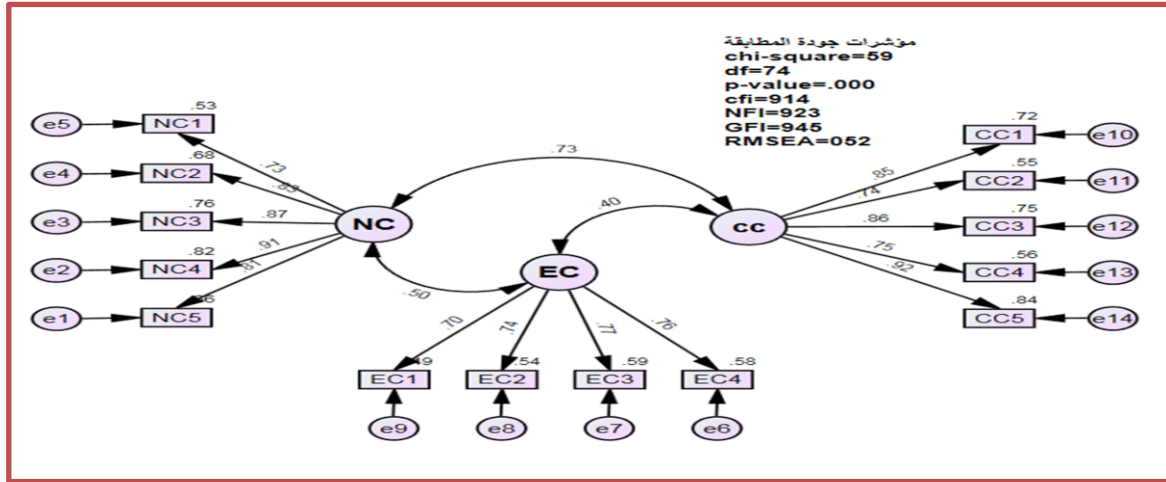 مؤشرات جودة المطابقة
chi-square=59
df=74
p-value=.000
cfi=914
NFI=923
GFI=945
RMSEA=052
.53
e5 NC1
.73
.68
e4 NC2
.83
.76
e3 NC3
.87
.82
e2 NC4
.91
e1 NC5
.81
NC
.73
.40
.50
EC
cc
.72
CC1 e10
.85
.55
CC2 e11
.74
.75
CC3 e12
.86
.56
CC4 e13
.75
.84
CC5 e14
.92
.70 .74 .77 .76
.54 .59 .58
EC1 EC2 EC3 EC4
e9 e8 e7 e6